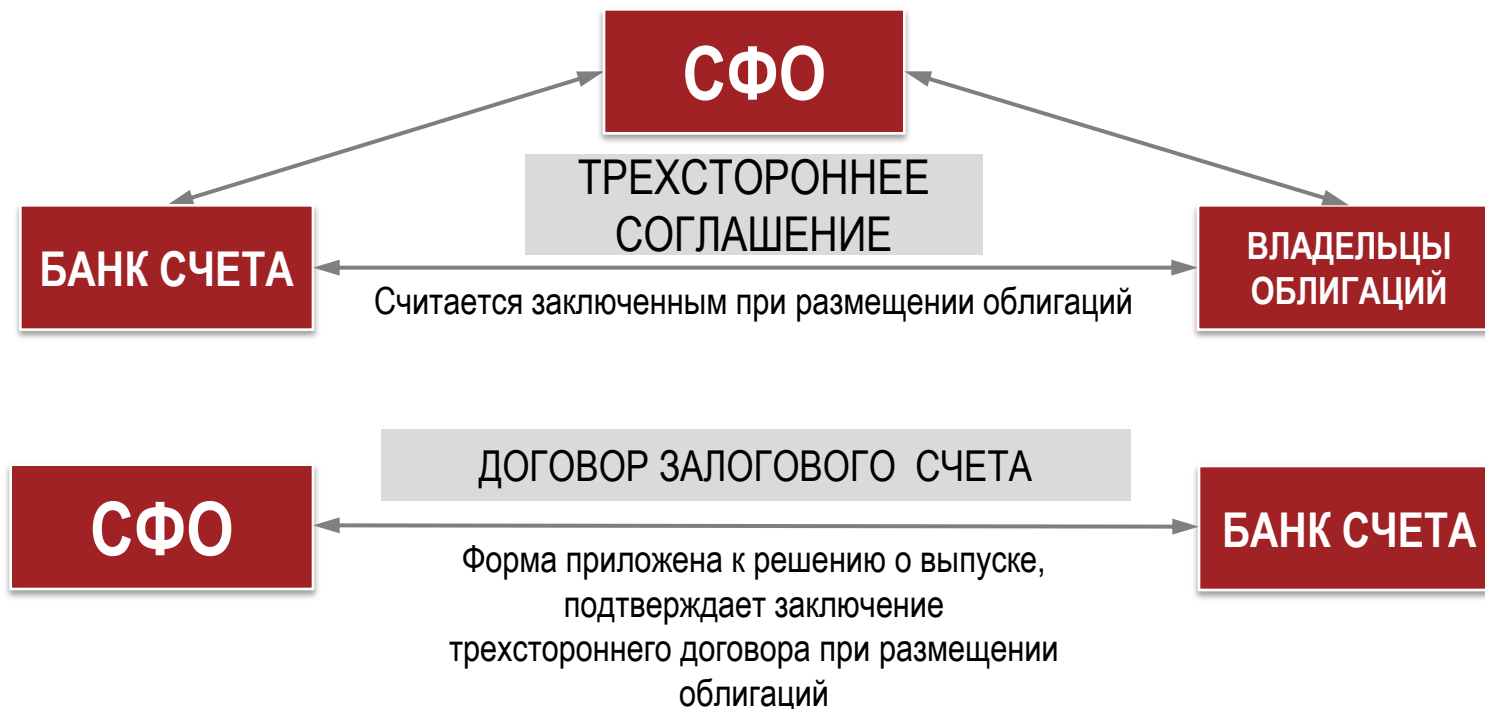 СФО
ТРЕХСТОРОННЕЕ
СОГЛАШЕНИЕ
БАНК СЧЕТА
ВЛАДЕЛЬЦЫ
ОБЛИГАЦИЙ
Считается заключенным при размещении облигаций
ДОГОВОР ЗАЛОГОВОГО СЧЕТА
СФО
БАНК СЧЕТА
Форма приложена к решению о выпуске,
подтверждает заключение
трехстороннего договора при размещении
облигаций